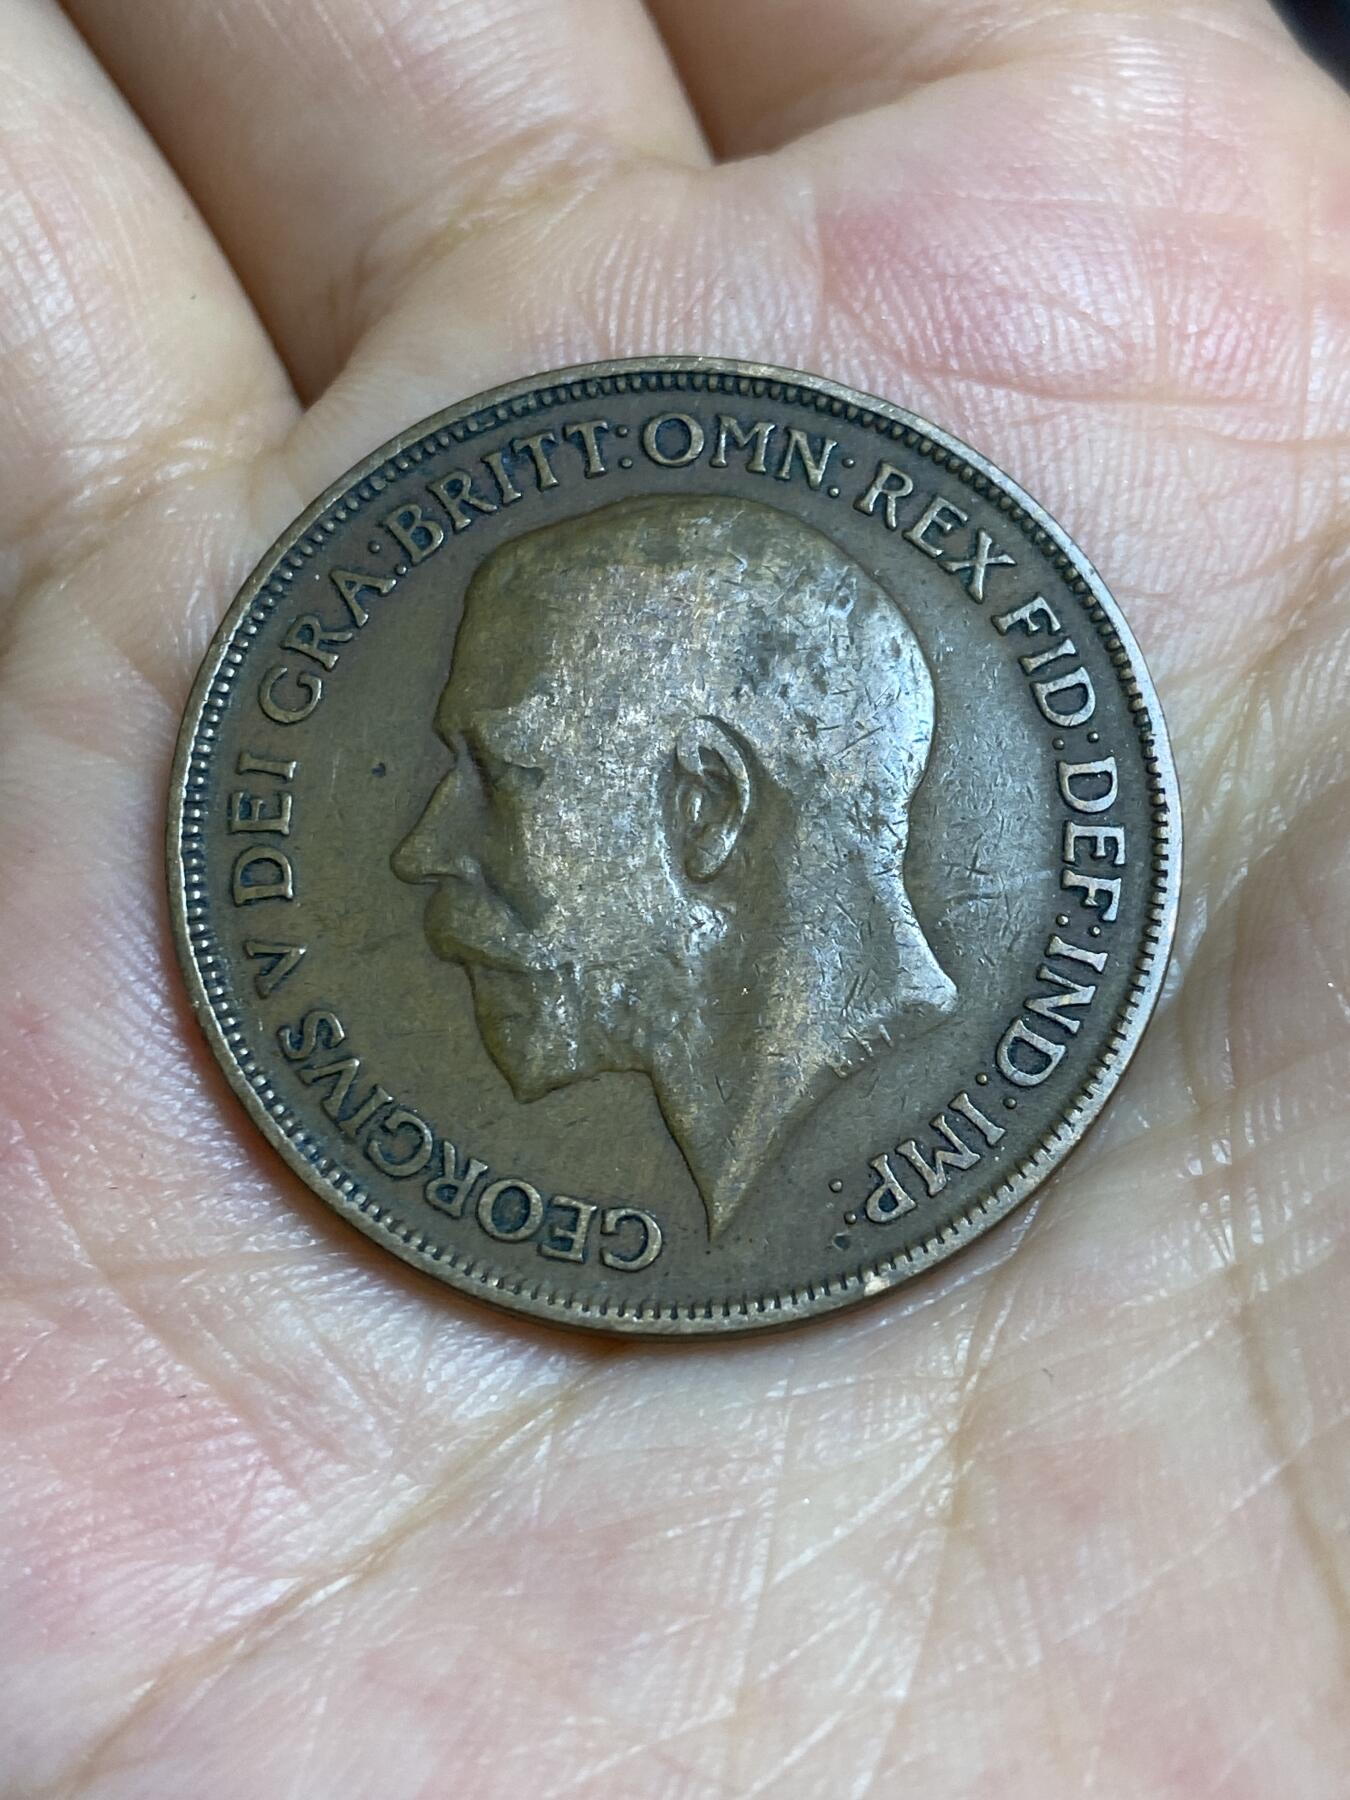 GEORGIVS V DEI GRA: BRITT: OMN: REX FID: DEF: IND: IMP: